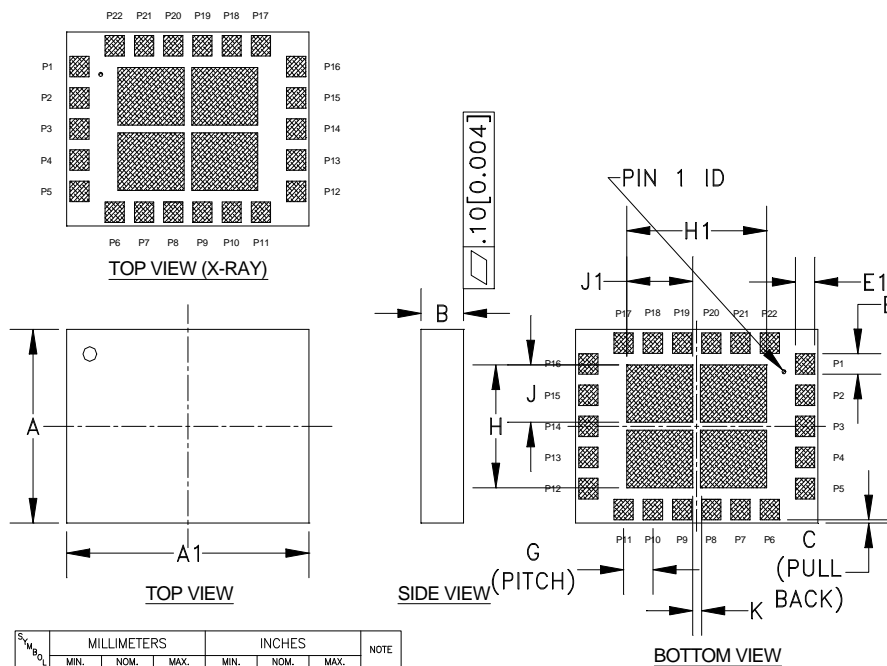 P22 P21 P20 P19 P18 P17
P1
P2
P3
P4
P5
P16
P15
P14
P13
P12
P6 P7 P8 P9 P10 P11
TOP VIEW (X-RAY)
.10[0.004]
PIN 1 ID
H1
J1
E1
B
P17 P18 P19 P20 P21 P22
P16
P15
P14
P13
P12
P1
P2
P3
P4
P5
A
J
H
P11 P10 P9 P8 P7 P6
A1
G
(PITCH)
C
(PULL
BACK)
K
TOP VIEW
SIDE VIEW
BOTTOM VIEW
SYMBOL MILLIMETERS INCHES NOTE
MIN. NOM. MAX. MIN. NOM. MAX.